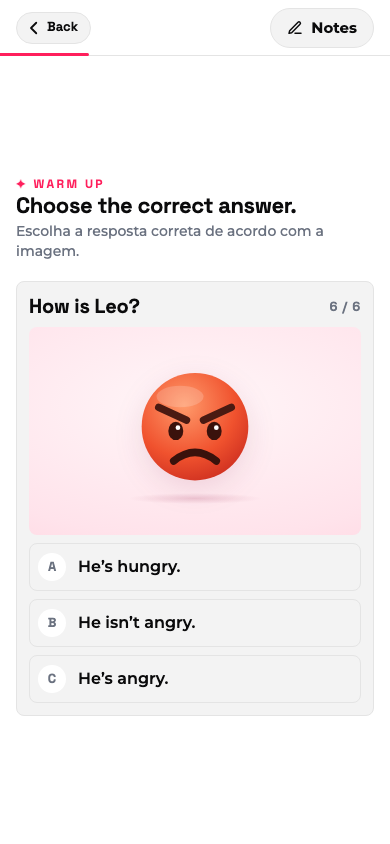 Back
Notes
✦ WARM UP
Choose the correct answer.
Escolha a resposta correta de acordo com a
imagem.
How is Leo?
6 / 6
A He’s hungry.
B He isn’t angry.
C He’s angry.